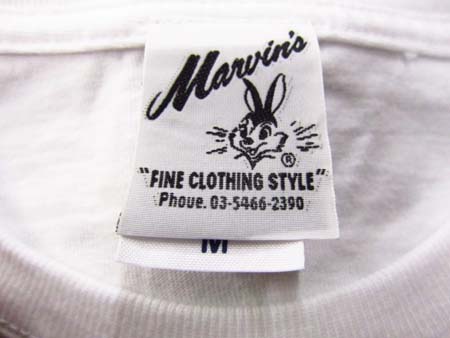 Marvin's
®
"FINE CLOTHING STYLE"
Phoue. 03-5466-2390
M